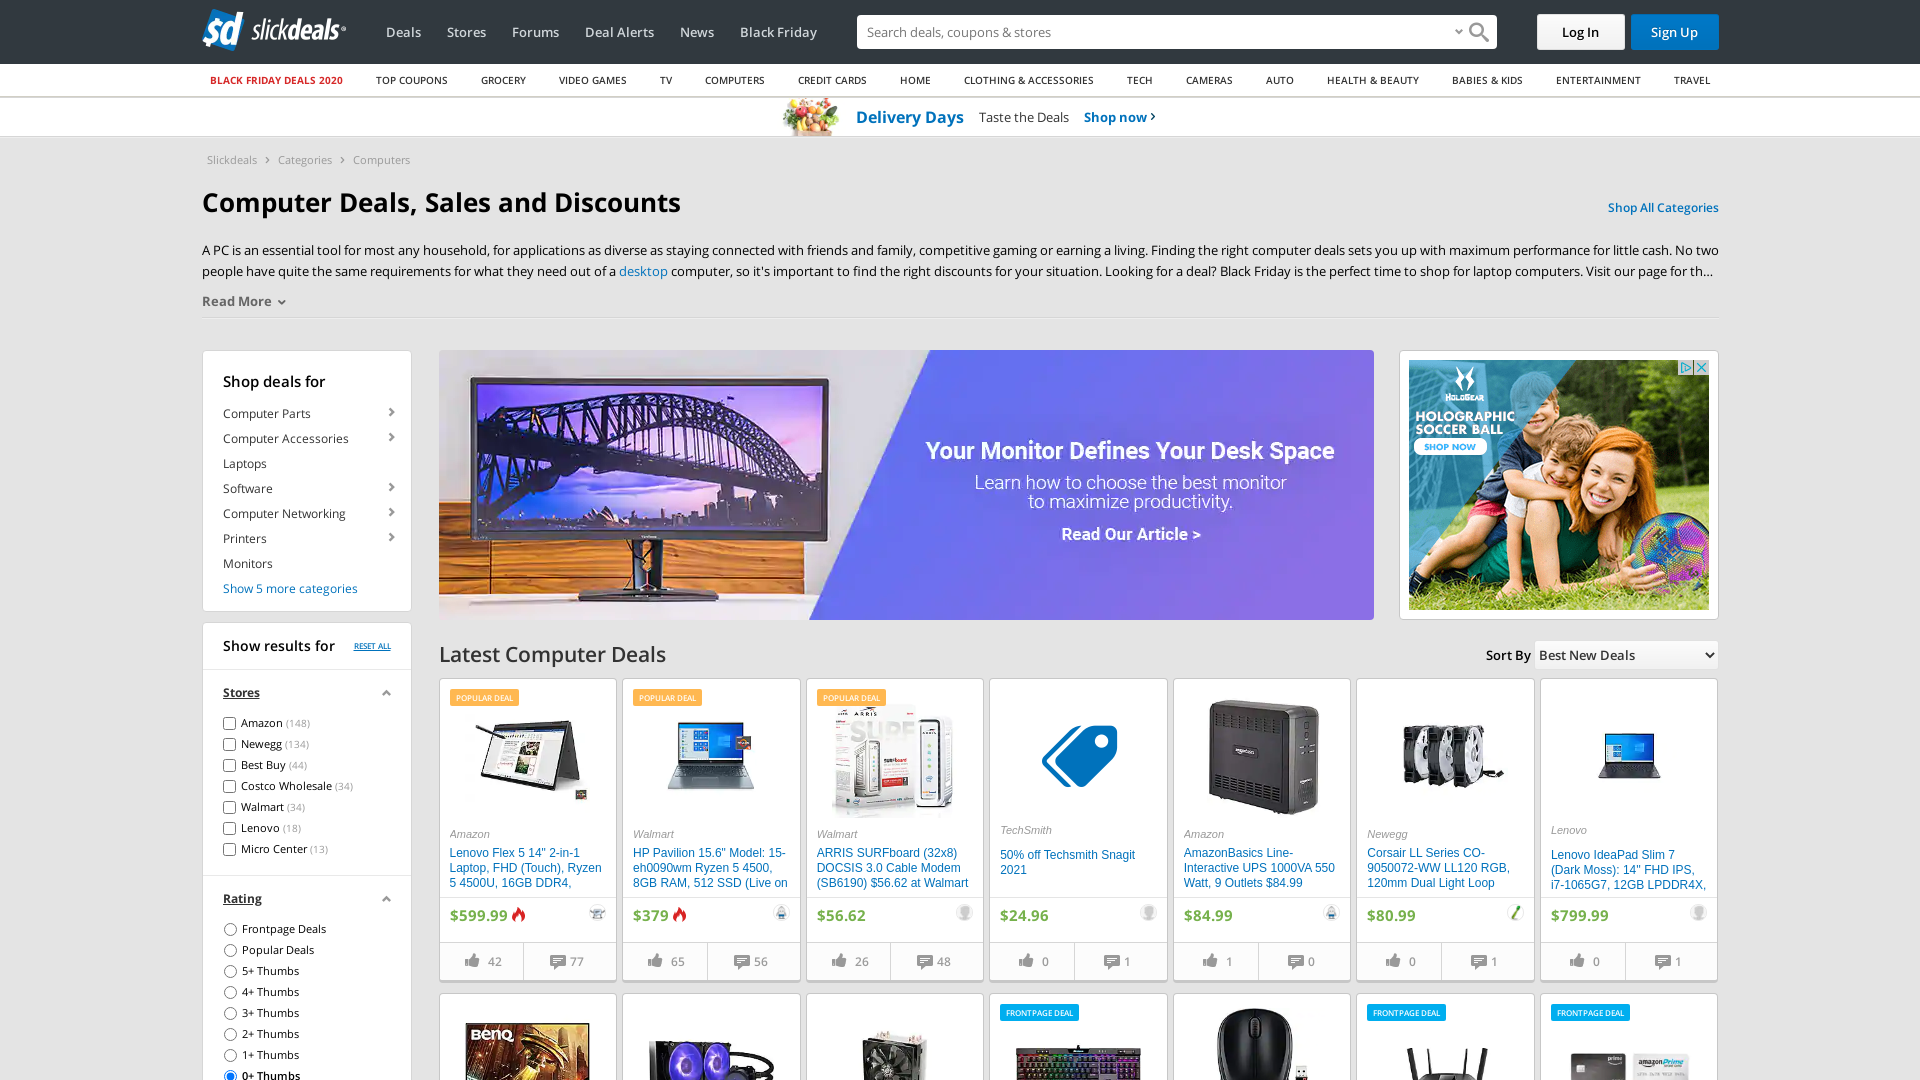 sd slickdeals
Deals
Stores
Forums
Deal Alerts
News
Black Friday
Search deals, coupons & stores
Log In
Sign Up
BLACK FRIDAY DEALS 2020
TOP COUPONS
GROCERY
VIDEO GAMES
TV
COMPUTERS
CREDIT CARDS
HOME
CLOTHING & ACCESSORIES
TECH
CAMERAS
AUTO
HEALTH & BEAUTY
BABIES & KIDS
ENTERTAINMENT
TRAVEL
Delivery Days Taste the Deals Shop now
Slickdeals > Categories > Computers
Computer Deals, Sales and Discounts
Shop All Categories
A PC is an essential tool for most any household, for applications as diverse as staying connected with friends and family, competitive gaming or earning a living. Finding the right computer deals sets you up with maximum performance for little cash. No two
people have quite the same requirements for what they need out of a desktop computer, so it's important to find the right discounts for your situation. Looking for a deal? Black Friday is the perfect time to shop for laptop computers. Visit our page for th...
Read More
Shop deals for
Computer Parts
Computer Accessories
Laptops
Software
Computer Networking
Printers
Monitors
Show 5 more categories
Your Monitor Defines Your Desk Space
Learn how to choose the best monitor
to maximize productivity.
Read Our Article >
HOLOGEAR
HOLOGRAPHIC
SOCCER BALL
SHOP NOW
Show results for RESET ALL
Stores
Amazon (148)
Newegg (134)
Best Buy (44)
Costco Wholesale (34)
Walmart (34)
Lenovo (18)
Micro Center (13)
Rating
Frontpage Deals
Popular Deals
5+ Thumbs
4+ Thumbs
3+ Thumbs
2+ Thumbs
1+ Thumbs
0+ Thumbs
Latest Computer Deals
Sort By Best New Deals
POPULAR DEAL
Amazon
Lenovo Flex 5 14" 2-in-1
Laptop, FHD (Touch), Ryzen
5 4500U, 16GB DDR4,
$599.99
42
77
POPULAR DEAL
Walmart
HP Pavilion 15.6" Model: 15-
eh0090wm Ryzen 5 4500,
8GB RAM, 512 SSD (Live on
$379
65
56
POPULAR DEAL
ARRIS
SURF
SURFboard
Walmart
ARRIS SURFboard (32x8)
DOCSIS 3.0 Cable Modem
(SB6190) $56.62 at Walmart
$56.62
26
48
TechSmith
50% off Techsmith Snagit
2021
$24.96
0
1
Amazon
AmazonBasics Line-
Interactive UPS 1000VA 550
Watt, 9 Outlets $84.99
$84.99
1
0
Newegg
Corsair LL Series CO-
9050072-WW LL120 RGB,
120mm Dual Light Loop
$80.99
0
1
Lenovo
Lenovo IdeaPad Slim 7
(Dark Moss): 14" FHD IPS,
i7-1065G7, 12GB LPDDR4X,
$799.99
0
1
BenQ
FRONTPAGE DEAL
FRONTPAGE DEAL
FRONTPAGE DEAL
prime
amazonPrime